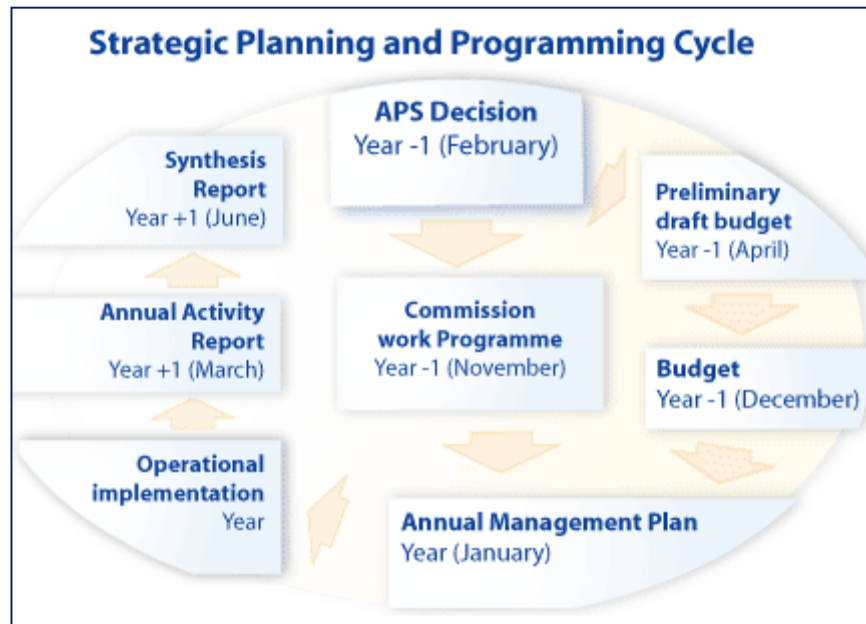 Strategic Planning and Programming Cycle
APS Decision
Year -1 (February)
Synthesis
Report
Year +1 (June)
Preliminary
draft budget
Year -1 (April)
Annual Activity
Report
Year +1 (March)
Commission
work Programme
Year -1 (November)
Budget
Year -1 (December)
Operational
implementation
Year
Annual Management Plan
Year (January)